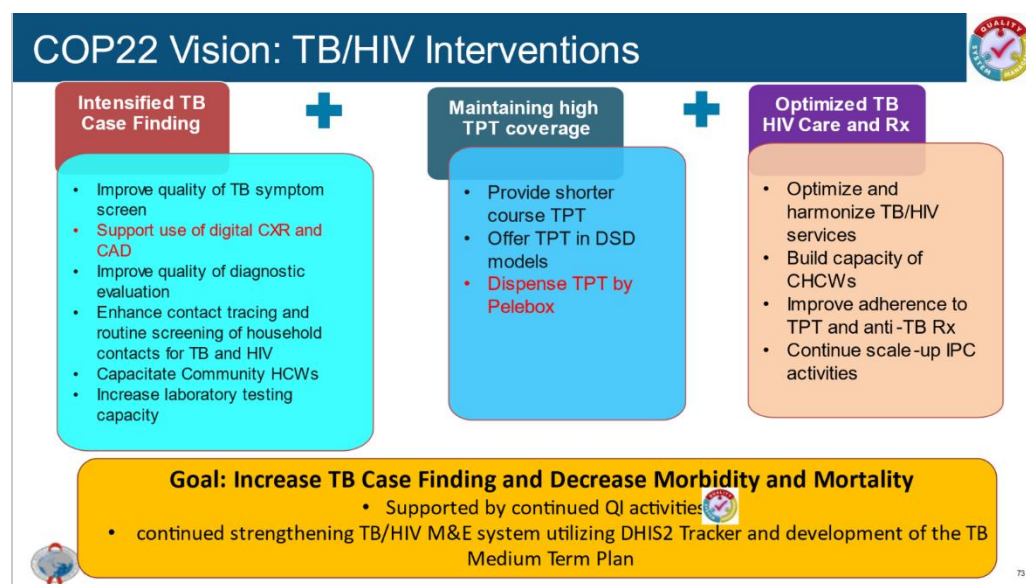 COP22 Vision: TB/HIV Interventions
QUALITY
SYSTEM
Intensified TB
Case Finding
• Improve quality of TB symptom
screen
• Support use of digital CXR and
CAD
• Improve quality of diagnostic
evaluation
• Enhance contact tracing and
routine screening of household
contacts for TB and HIV
• Capacitate Community HCWs
• Increase laboratory testing
capacity
Maintaining high
TPT coverage
• Provide shorter
course TPT
• Offer TPT in DSD
models
• Dispense TPT by
Pelebox
Optimized TB
HIV Care and Rx
• Optimize and
harmonize TB/HIV
services
• Build capacity of
CHCWs
• Improve adherence to
TPT and anti-TB Rx
• Continue scale-up IPC
activities
Goal: Increase TB Case Finding and Decrease Morbidity and Mortality
• Supported by continued QI activities
• continued strengthening TB/HIV M&E system utilizing DHIS2 Tracker and development of the TB
Medium Term Plan
73